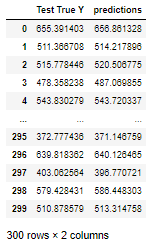 Test True Y predictions
0 655.391403 656.861328
1 511.366708 514.217896
2 515.778446 520.506775
3 478.358238 487.069855
4 543.830279 543.720337
... ... ...
295 372.777436 371.146759
296 639.818362 640.126465
297 403.062564 396.770721
298 579.428431 586.448303
299 510.878579 513.314758
300 rows × 2 columns